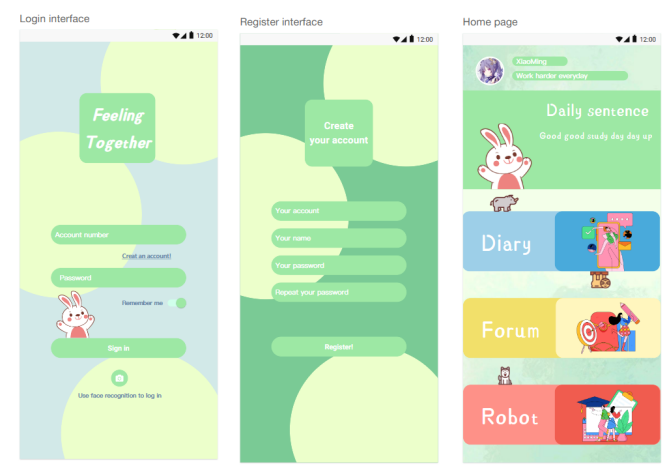 Login interface
12:00
Feeling
Together
Account number
Creat an account!
Password
Remember me
Sign in
Use face recognition to log in
Register interface
12:00
Create
your account
Your account
Your name
Your password
Repeat your password
Register!
Home page
12:00
XiaoMing
Work harder everyday
Daily sentence
Good good study day day up
Diary
Forum
Robot